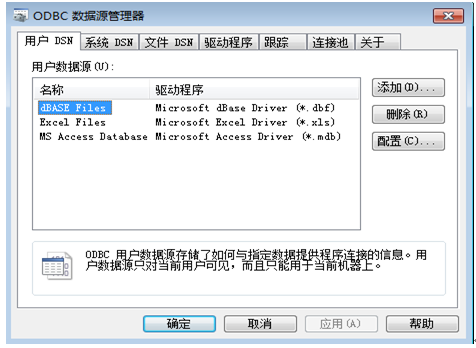 ODBC 数据源管理器
用户 DSN 系统 DSN 文件 DSN 驱动程序 跟踪 连接池 关于
用户数据源(U):
名称 驱动程序
dBASE Files Microsoft dBase Driver (*.dbf)
Excel Files Microsoft Excel Driver (*.xls)
MS Access Database Microsoft Access Driver (*.mdb)
添加(D)...
删除(R)
配置(C)...
ODBC 用户数据源存储了如何与指定数据提供程序连接的信息。用
户数据源只对当前用户可见，而且只能用于当前机器上。
确定 取消 应用(A) 帮助